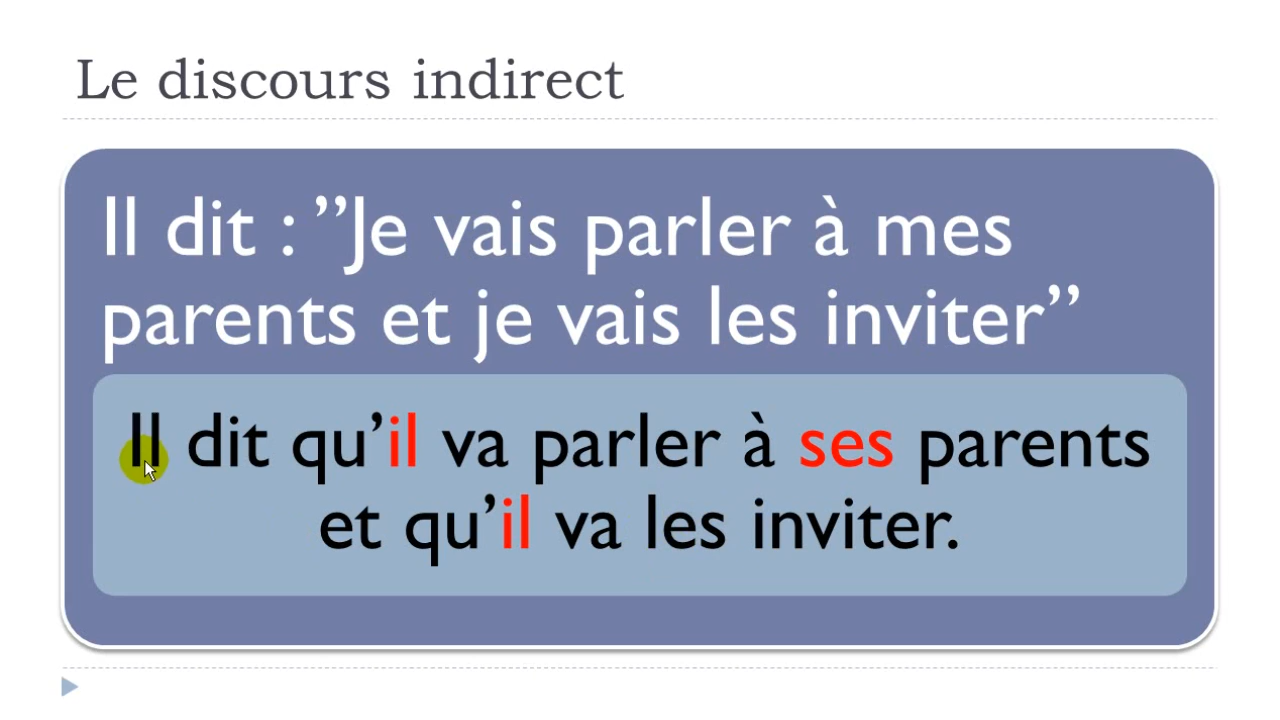 Le discours indirect
Il dit : ”Je vais parler à mes
parents et je vais les inviter”
Il dit qu’il va parler à ses parents
et qu’il va les inviter.